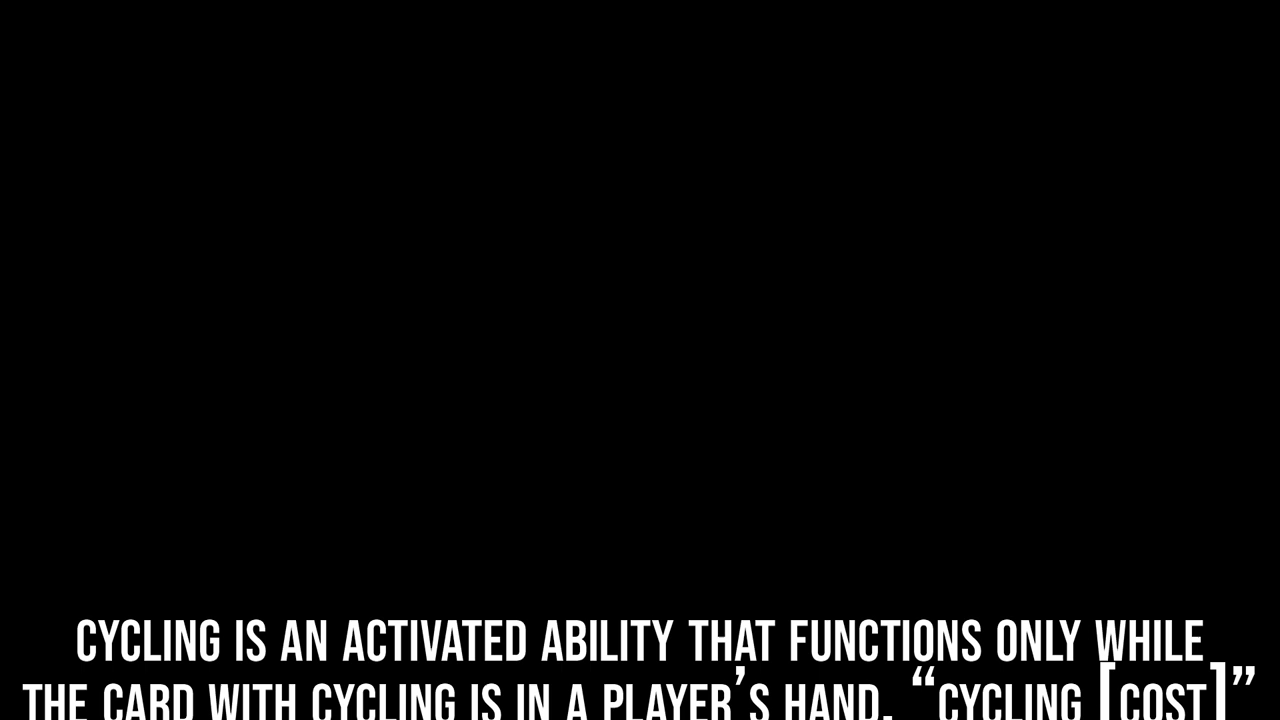 CYCLING IS AN ACTIVATED ABILITY THAT FUNCTIONS ONLY WHILE
THE CARD WITH CYCLING IS IN A PLAYER’S HAND. “CYCLING [COST]”